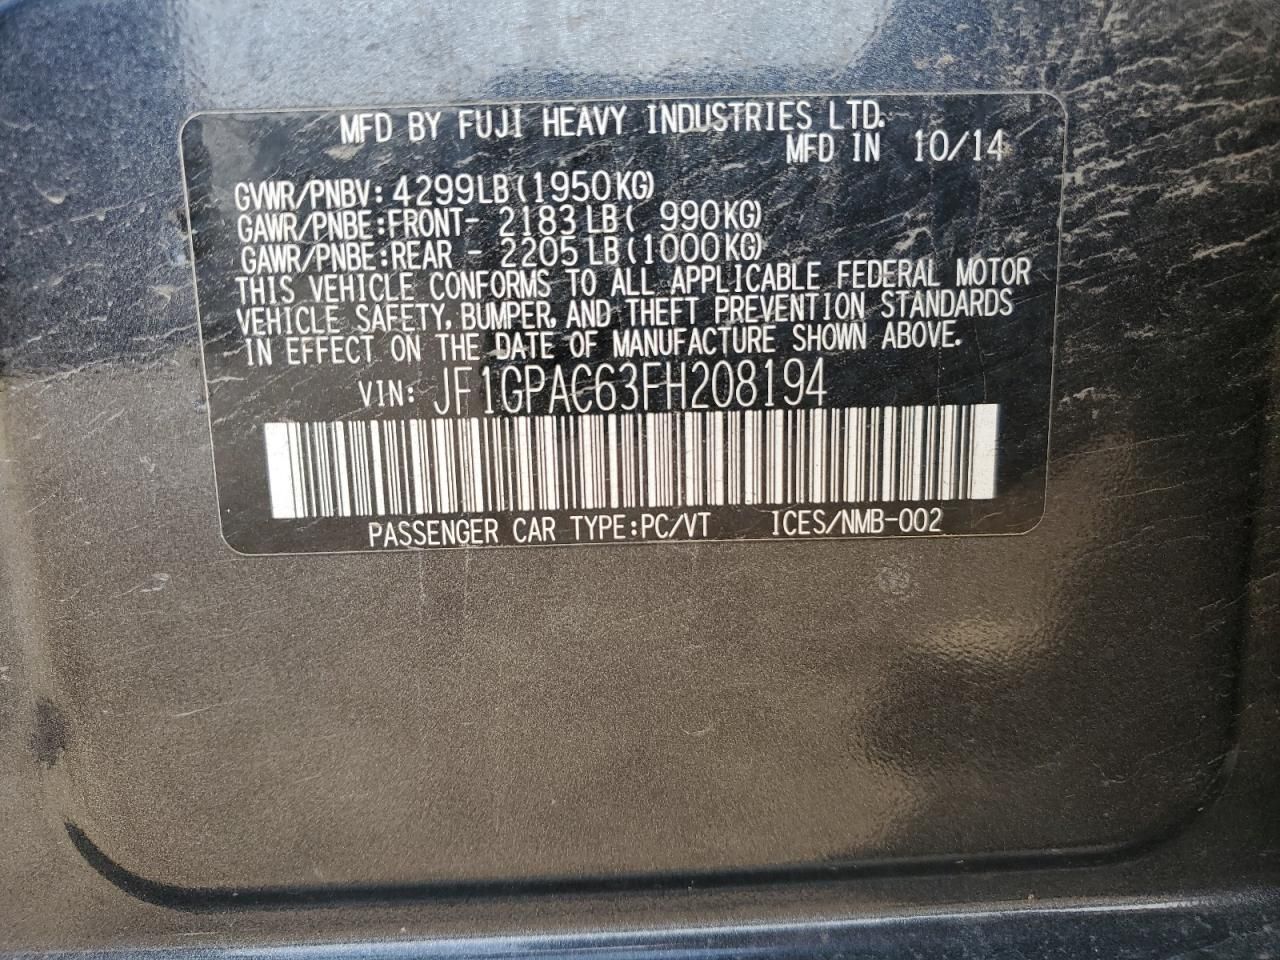 MFD BY FUJI HEAVY INDUSTRIES LTD.
MFD IN 10/14
GVWR/PNBV: 4299LB(1950KG)
GAWR/PNBE:FRONT- 2183LB( 990KG)
GAWR/PNBE:REAR - 2205LB(1000KG)
THIS VEHICLE CONFORMS TO ALL APPLICABLE FEDERAL MOTOR
VEHICLE SAFETY, BUMPER, AND THEFT PREVENTION STANDARDS
IN EFFECT ON THE DATE OF MANUFACTURE SHOWN ABOVE.
VIN: JF1GPAC63FH208194
PASSENGER CAR TYPE:PC/VT ICES/NMB-002